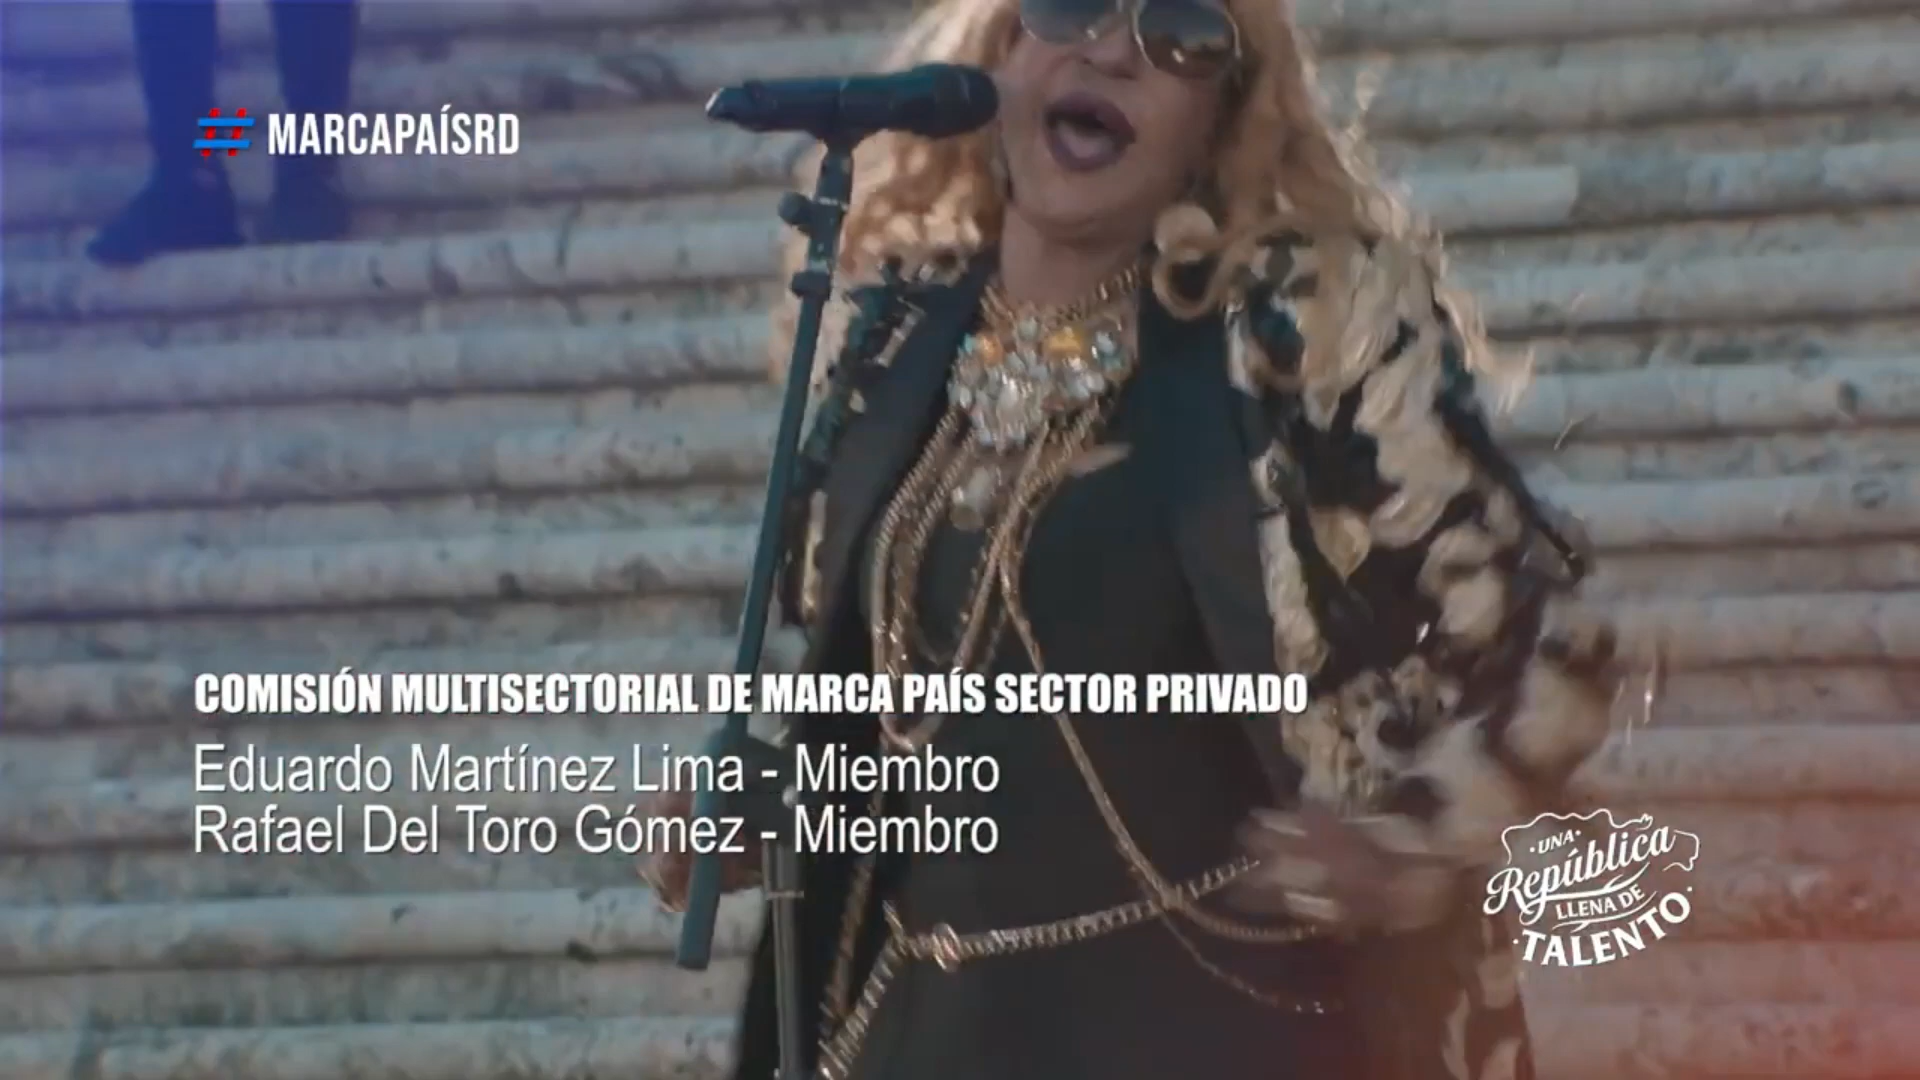 #MARCAPAÍSRD
COMISIÓN MULTISECTORIAL DE MARCA PAÍS SECTOR PRIVADO
Eduardo Martínez Lima - Miembro
Rafael Del Toro Gómez - Miembro
·UNA·
República
LLENA DE
·TALENTO·